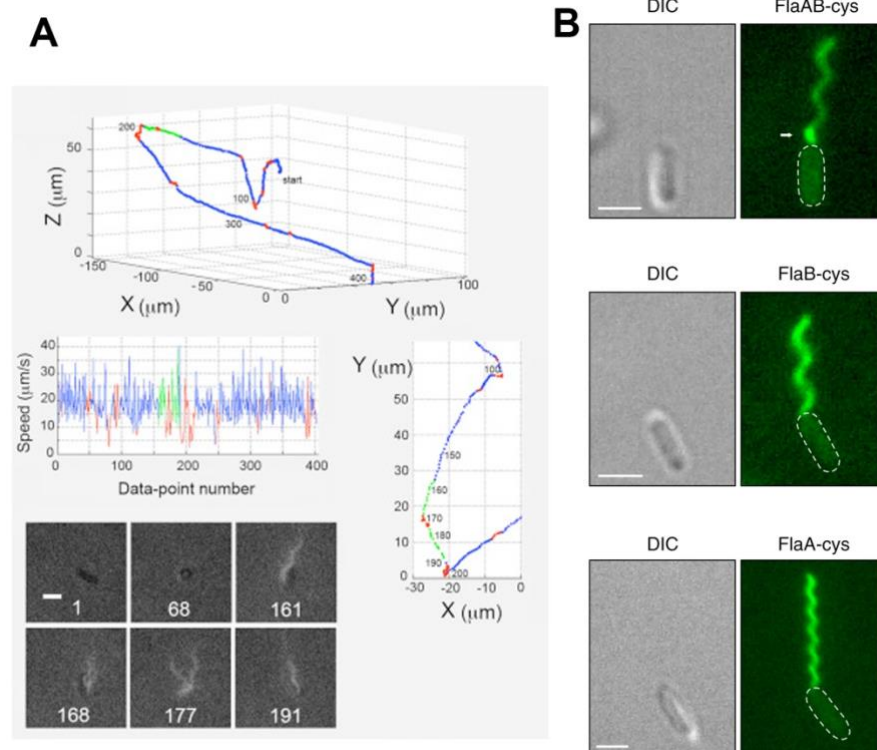 A
200
start
100
300
400
50
0
Z (μm)
-150
-100
-50
0
0
100
X (μm)
Y (μm)
Speed (μm/s)
40
30
20
10
0
0
100
200
300
400
Data-point number
Y (μm)
50
40
30
20
10
0
100
150
160
170
180
190
200
-30
-20
-10
0
X (μm)
1
68
161
168
177
191
B
DIC
FlaAB-cys
DIC
FlaB-cys
DIC
FlaA-cys